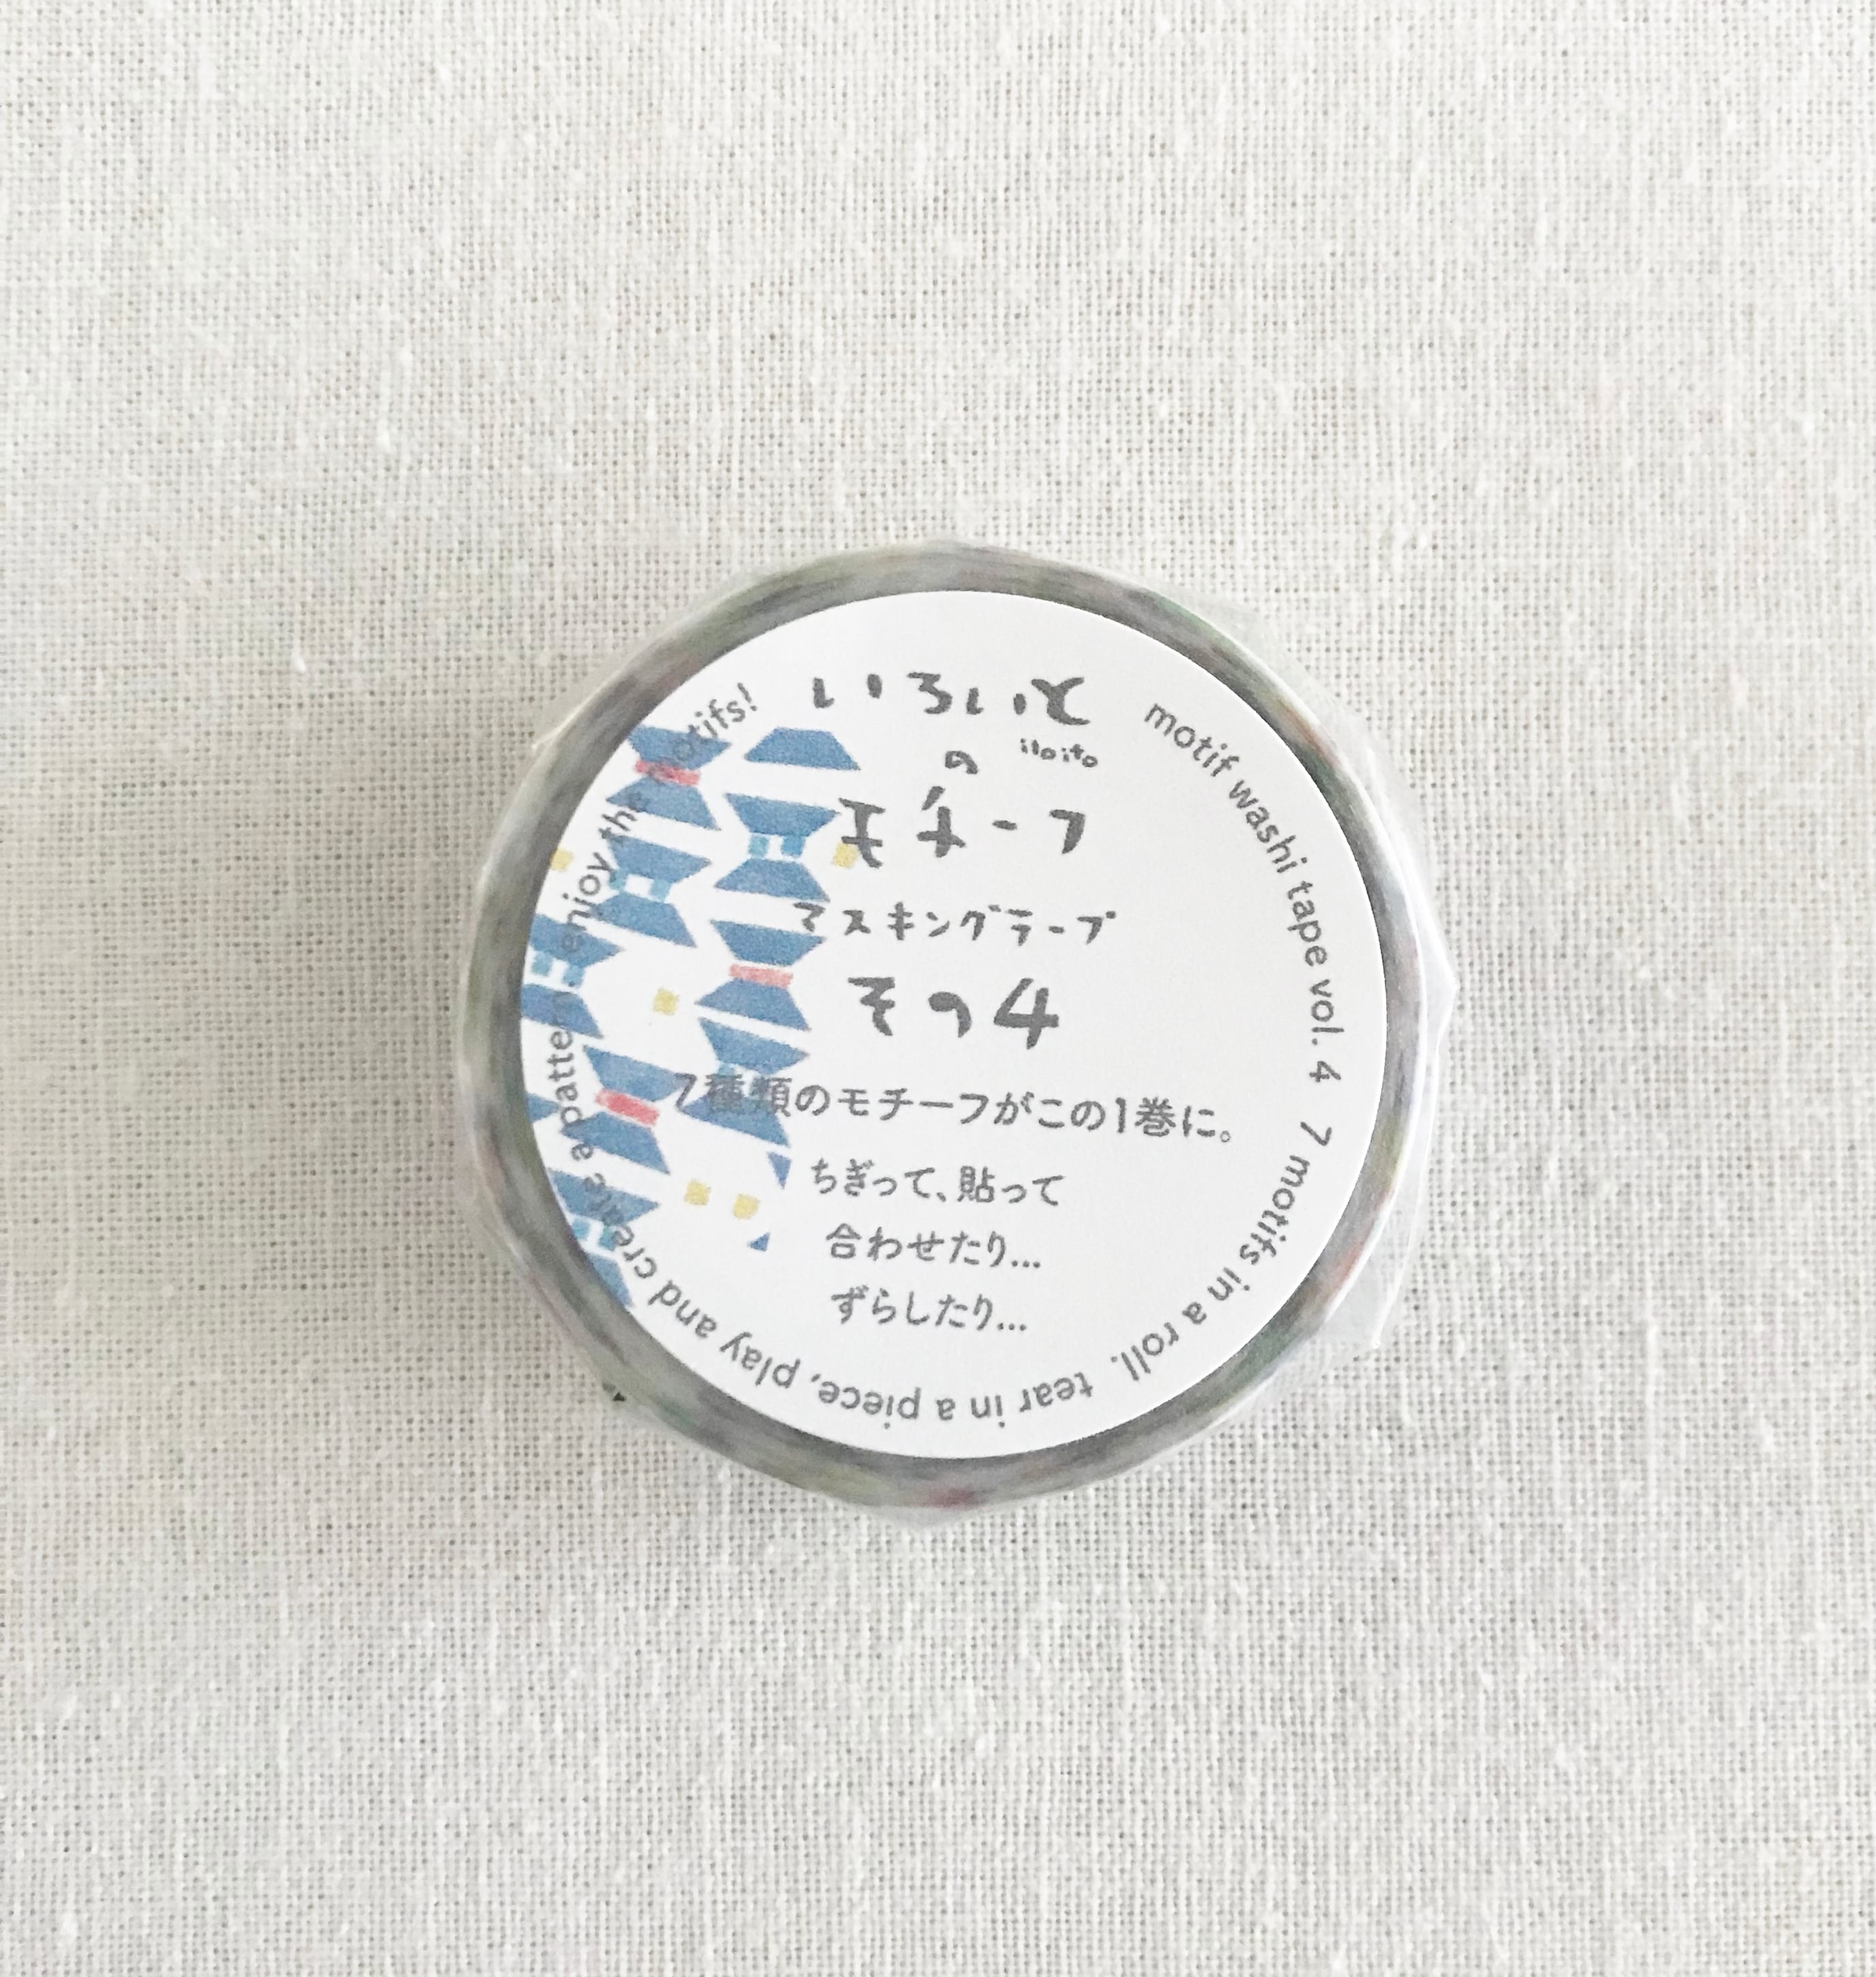 いろいと
iroito
の
モチーフ
マスキングテープ
その4
7種類のモチーフがこの1巻に。
ちぎって、貼って
合わせたり...
ずらしたり...
motif washi tape vol. 4 7 motifs in a roll. tear in a piece, play and create a pattern. enjoy the motifs!